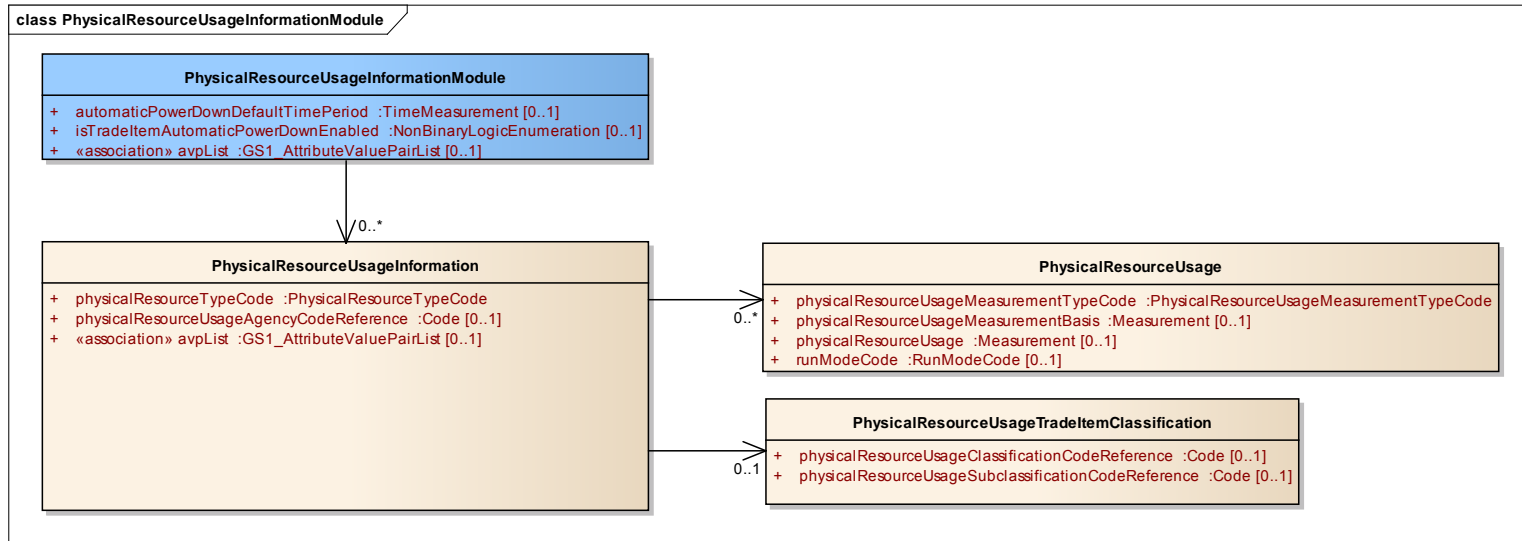 class PhysicalResourceUsageInformationModule
PhysicalResourceUsageInformationModule
+ automaticPowerDownDefaultTimePeriod :TimeMeasurement [0..1]
+ isTradeItemAutomaticPowerDownEnabled :NonBinaryLogicEnumeration [0..1]
+ «association» avpList :GS1_AttributeValuePairList [0..1]
0..*
PhysicalResourceUsageInformation
+ physicalResourceTypeCode :PhysicalResourceTypeCode
+ physicalResourceUsageAgencyCodeReference :Code [0..1]
+ «association» avpList :GS1_AttributeValuePairList [0..1]
0..*
PhysicalResourceUsage
+ physicalResourceUsageMeasurementTypeCode :PhysicalResourceUsageMeasurementTypeCode
+ physicalResourceUsageMeasurementBasis :Measurement [0..1]
+ physicalResourceUsage :Measurement [0..1]
+ runModeCode :RunModeCode [0..1]
0..1
PhysicalResourceUsageTradeItemClassification
+ physicalResourceUsageClassificationCodeReference :Code [0..1]
+ physicalResourceUsageSubclassificationCodeReference :Code [0..1]